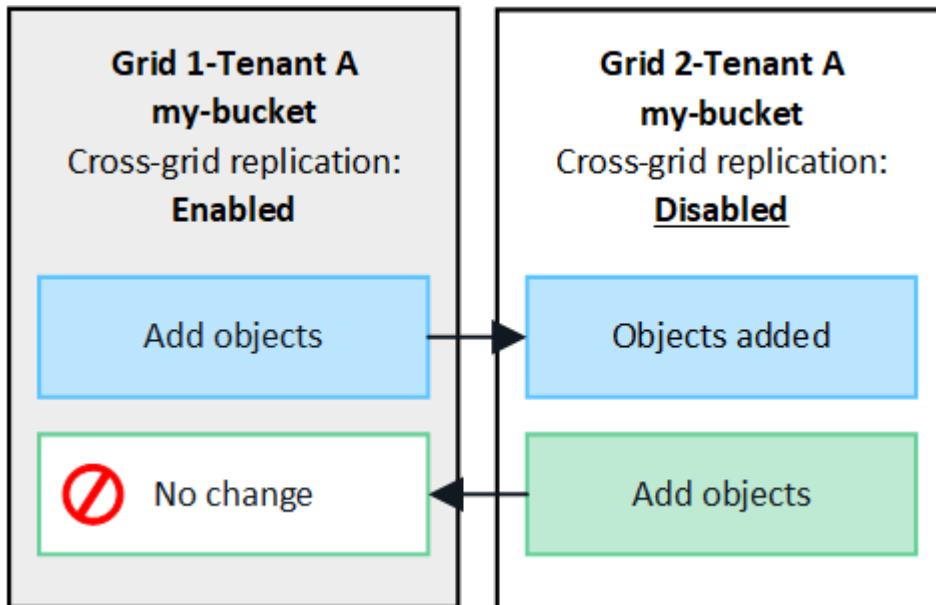 Grid 1-Tenant A
my-bucket
Cross-grid replication:
Enabled
Add objects
No change
Grid 2-Tenant A
my-bucket
Cross-grid replication:
Disabled
Objects added
Add objects